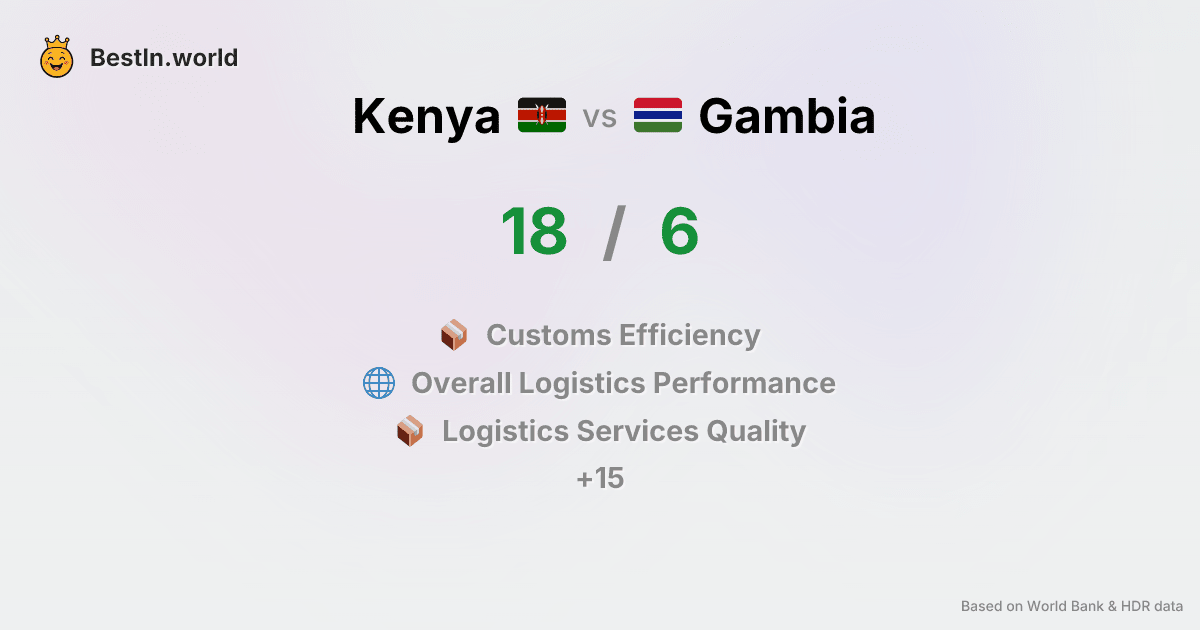 BestIn.world
Kenya vs Gambia
18 / 6
Customs Efficiency
Overall Logistics Performance
Logistics Services Quality
+15
Based on World Bank & HDR data